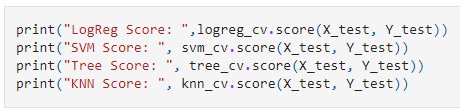 print("LogReg Score: ",logreg_cv.score(X_test, Y_test))
print("SVM Score: ", svm_cv.score(X_test, Y_test))
print("Tree Score: ", tree_cv.score(X_test, Y_test))
print("KNN Score: ", knn_cv.score(X_test, Y_test))